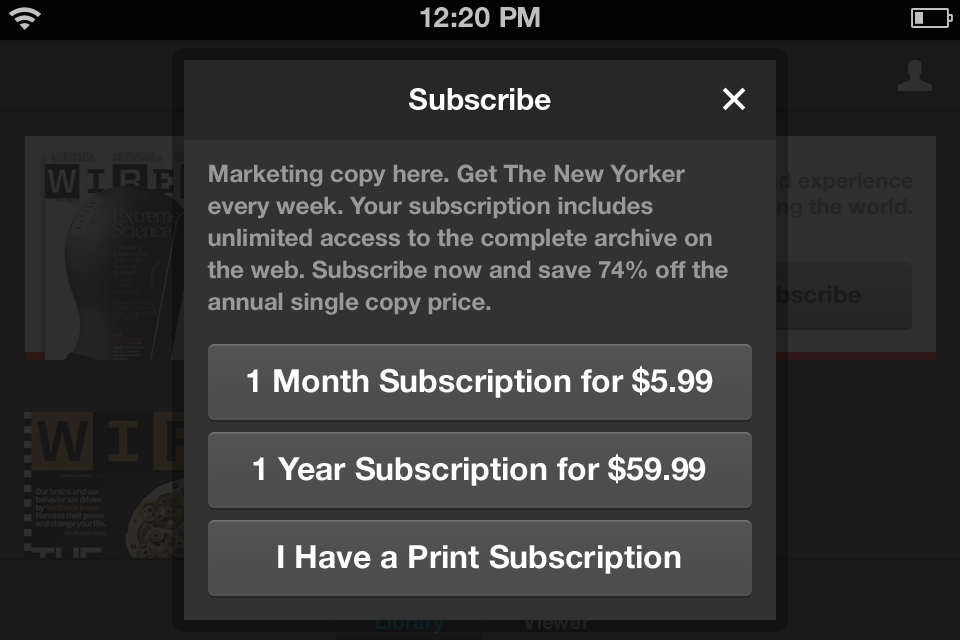 12:20 PM
Subscribe
Marketing copy here. Get The New Yorker
every week. Your subscription includes
unlimited access to the complete archive on
the web. Subscribe now and save 74% off the
annual single copy price.
1 Month Subscription for $5.99
1 Year Subscription for $59.99
I Have a Print Subscription
WIRE
Extreme
Science
d experience
ng the world.
bscribe
WIR
Our brains and our
behavior are driven
by feedback loops.
Harness their power
and change your life.
THE
Library
Viewer